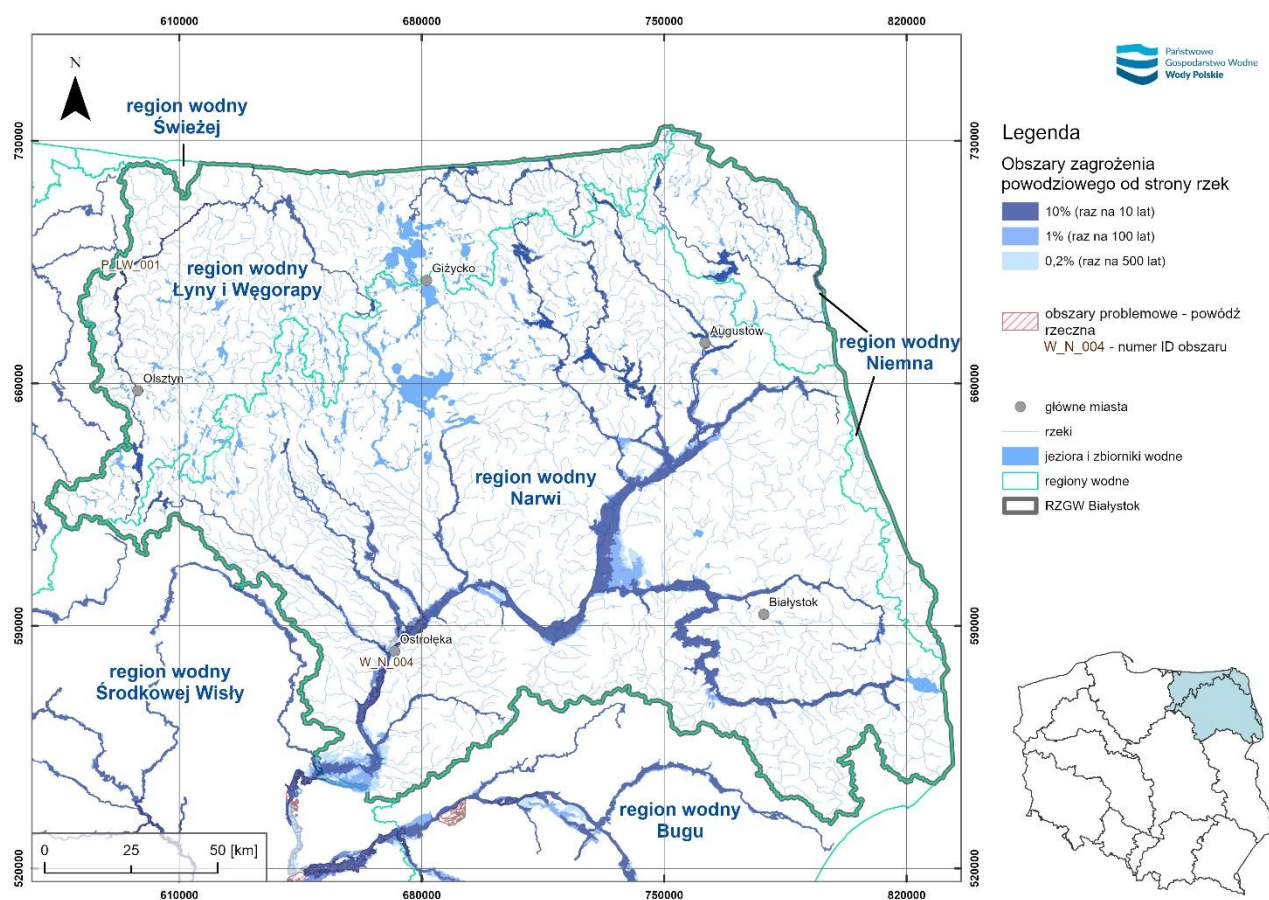 610000
680000
750000
820000
N
region wodny
Świeżej
730000
730000
P_LW_001
region wodny
Łyny i Węgorapy
Giżycko
Augustów
region wodny
Niemna
660000
660000
Olsztyn
region wodny
Narwi
Białystok
590000
590000
Ostrołęka
W_N_004
region wodny
Środkowej Wisły
region wodny
Bugu
0
25
50 [km]
520000
520000
610000
680000
750000
820000
Państwowe
Gospodarstwo Wodne
Wody Polskie
Legenda
Obszary zagrożenia
powodziowego od strony rzek
10% (raz na 10 lat)
1% (raz na 100 lat)
0,2% (raz na 500 lat)
obszary problemowe - powódź
rzeczna
W_N_004 - numer ID obszaru
główne miasta
rzeki
jeziora i zbiorniki wodne
regiony wodne
RZGW Białystok